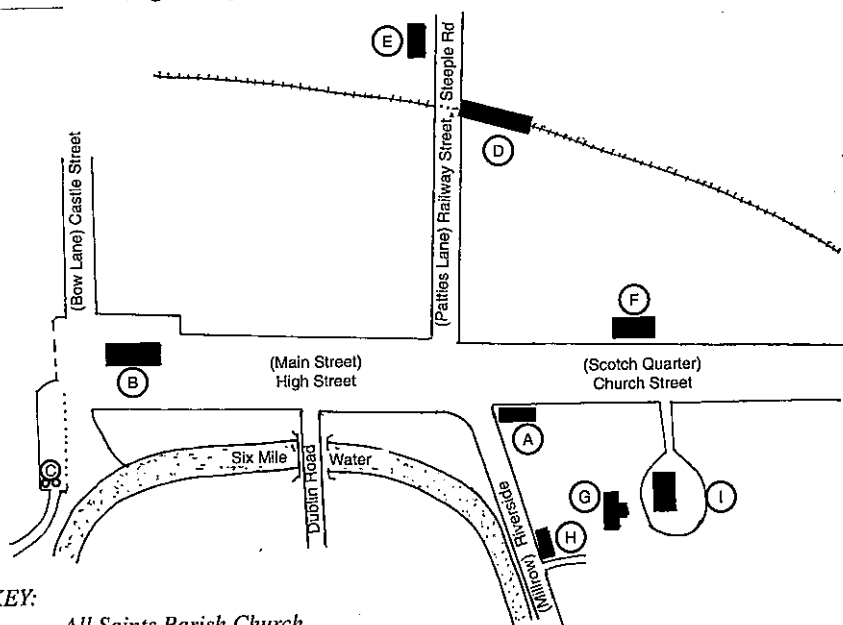 E
Steeple Rd
D
(Patties Lane) Railway Street
(Bow Lane) Castle Street
F
B
(Main Street)
High Street
(Scotch Quarter)
Church Street
A
C
Six Mile
Water
Dublin Road
G
I
H
(Millrow) Riverside
KEY:
All Saints Parish Church